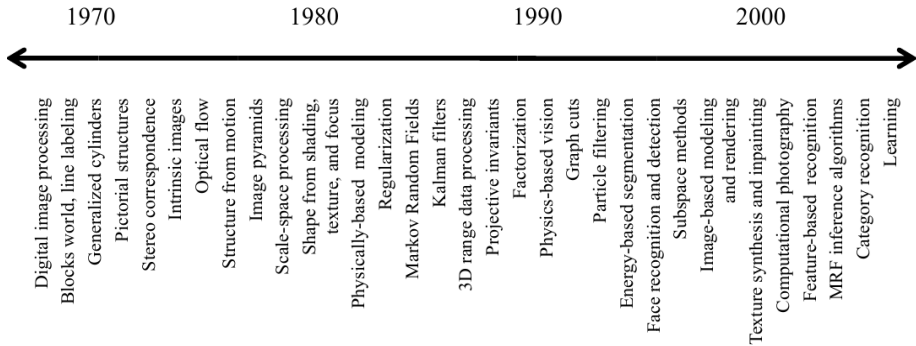 1970
1980
1990
2000
Digital image processing
Blocks world, line labeling
Generalized cylinders
Pictorial structures
Stereo correspondence
Intrinsic images
Optical flow
Structure from motion
Image pyramids
Scale-space processing
Shape from shading,
texture, and focus
Physically-based modeling
Regularization
Markov Random Fields
Kalman filters
3D range data processing
Projective invariants
Factorization
Physics-based vision
Graph cuts
Particle filtering
Energy-based segmentation
Face recognition and detection
Subspace methods
Image-based modeling
and rendering
Texture synthesis and inpainting
Computational photography
Feature-based recognition
MRF inference algorithms
Category recognition
Learning